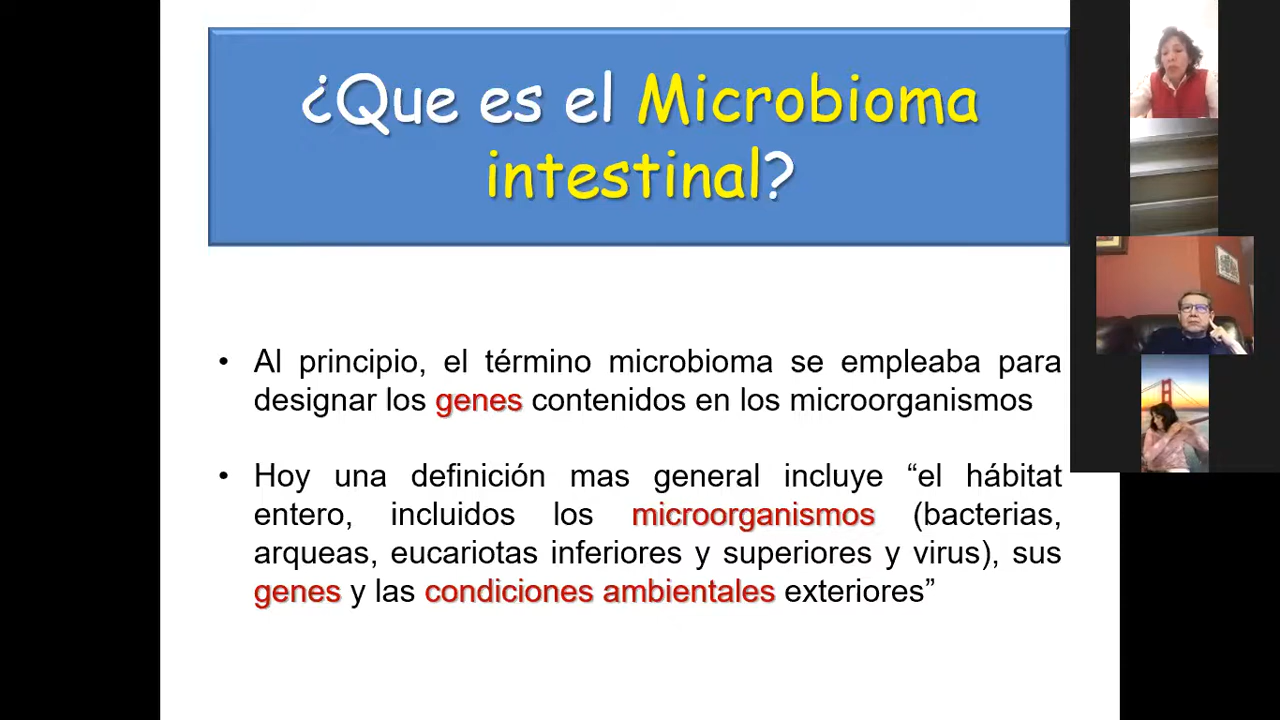 ¿Que es el Microbioma
intestinal?
• Al principio, el término microbioma se empleaba para
designar los genes contenidos en los microorganismos
• Hoy una definición mas general incluye “el hábitat
entero, incluidos los microorganismos (bacterias,
arqueas, eucariotas inferiores y superiores y virus), sus
genes y las condiciones ambientales exteriores”